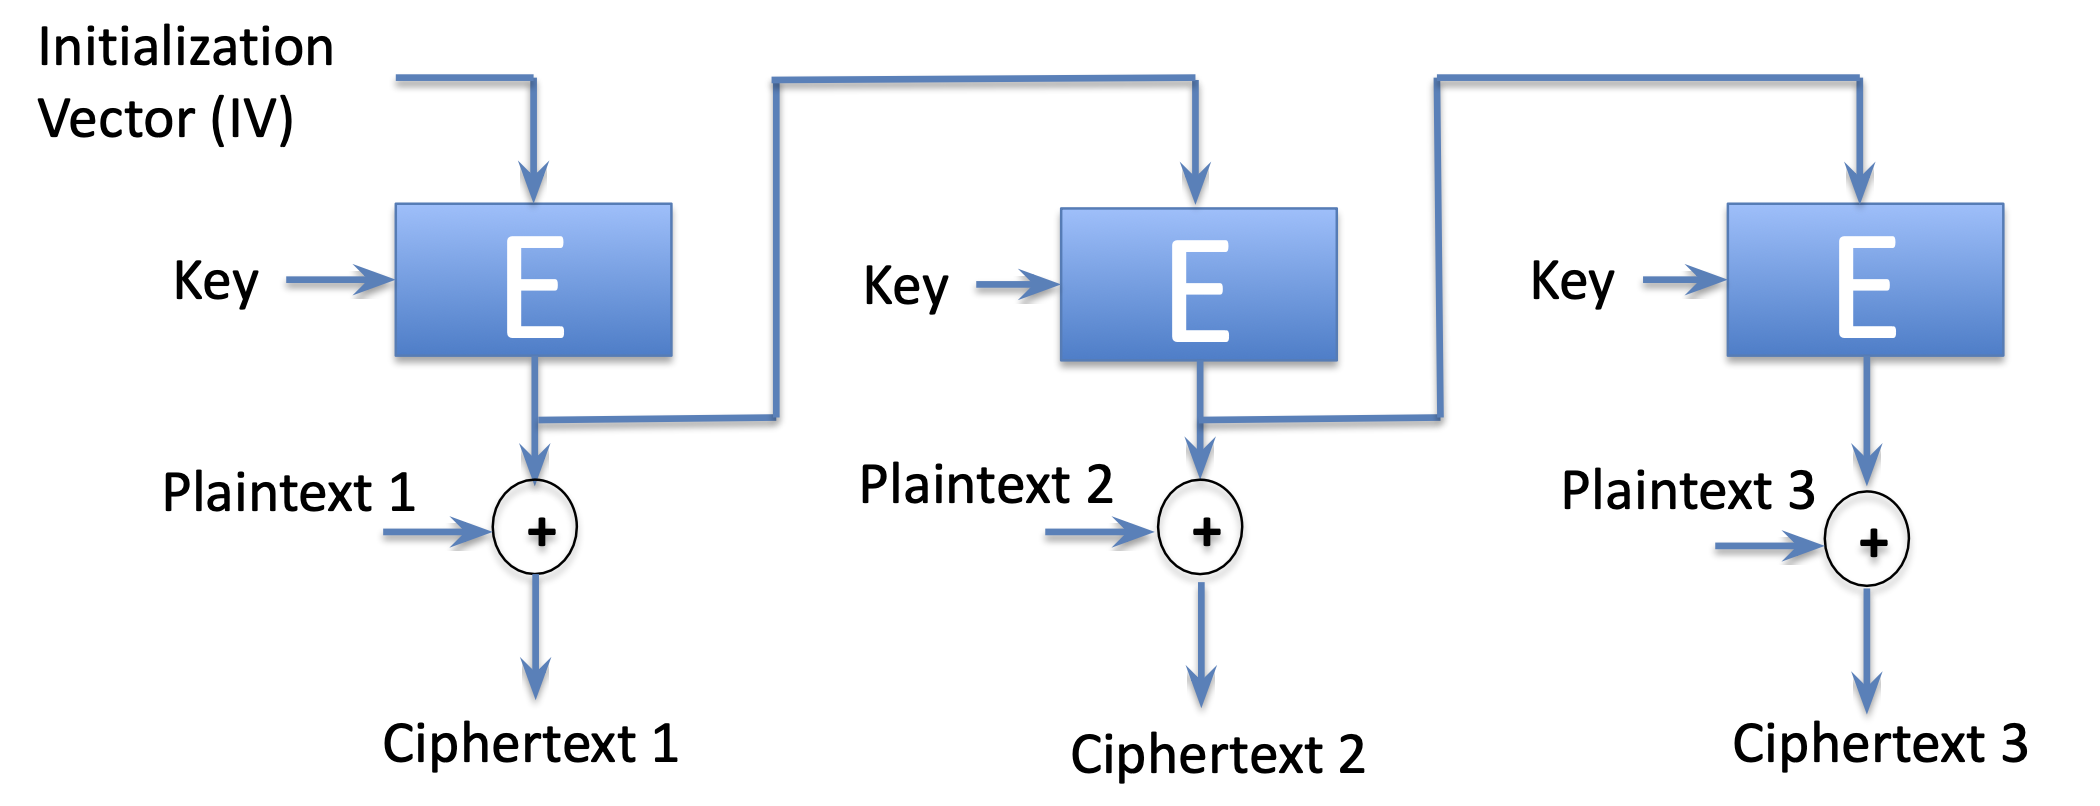 Initialization
Vector (IV)
Key
E
Key
E
Key
E
Plaintext 1
+
Plaintext 2
+
Plaintext 3
+
Ciphertext 1
Ciphertext 2
Ciphertext 3